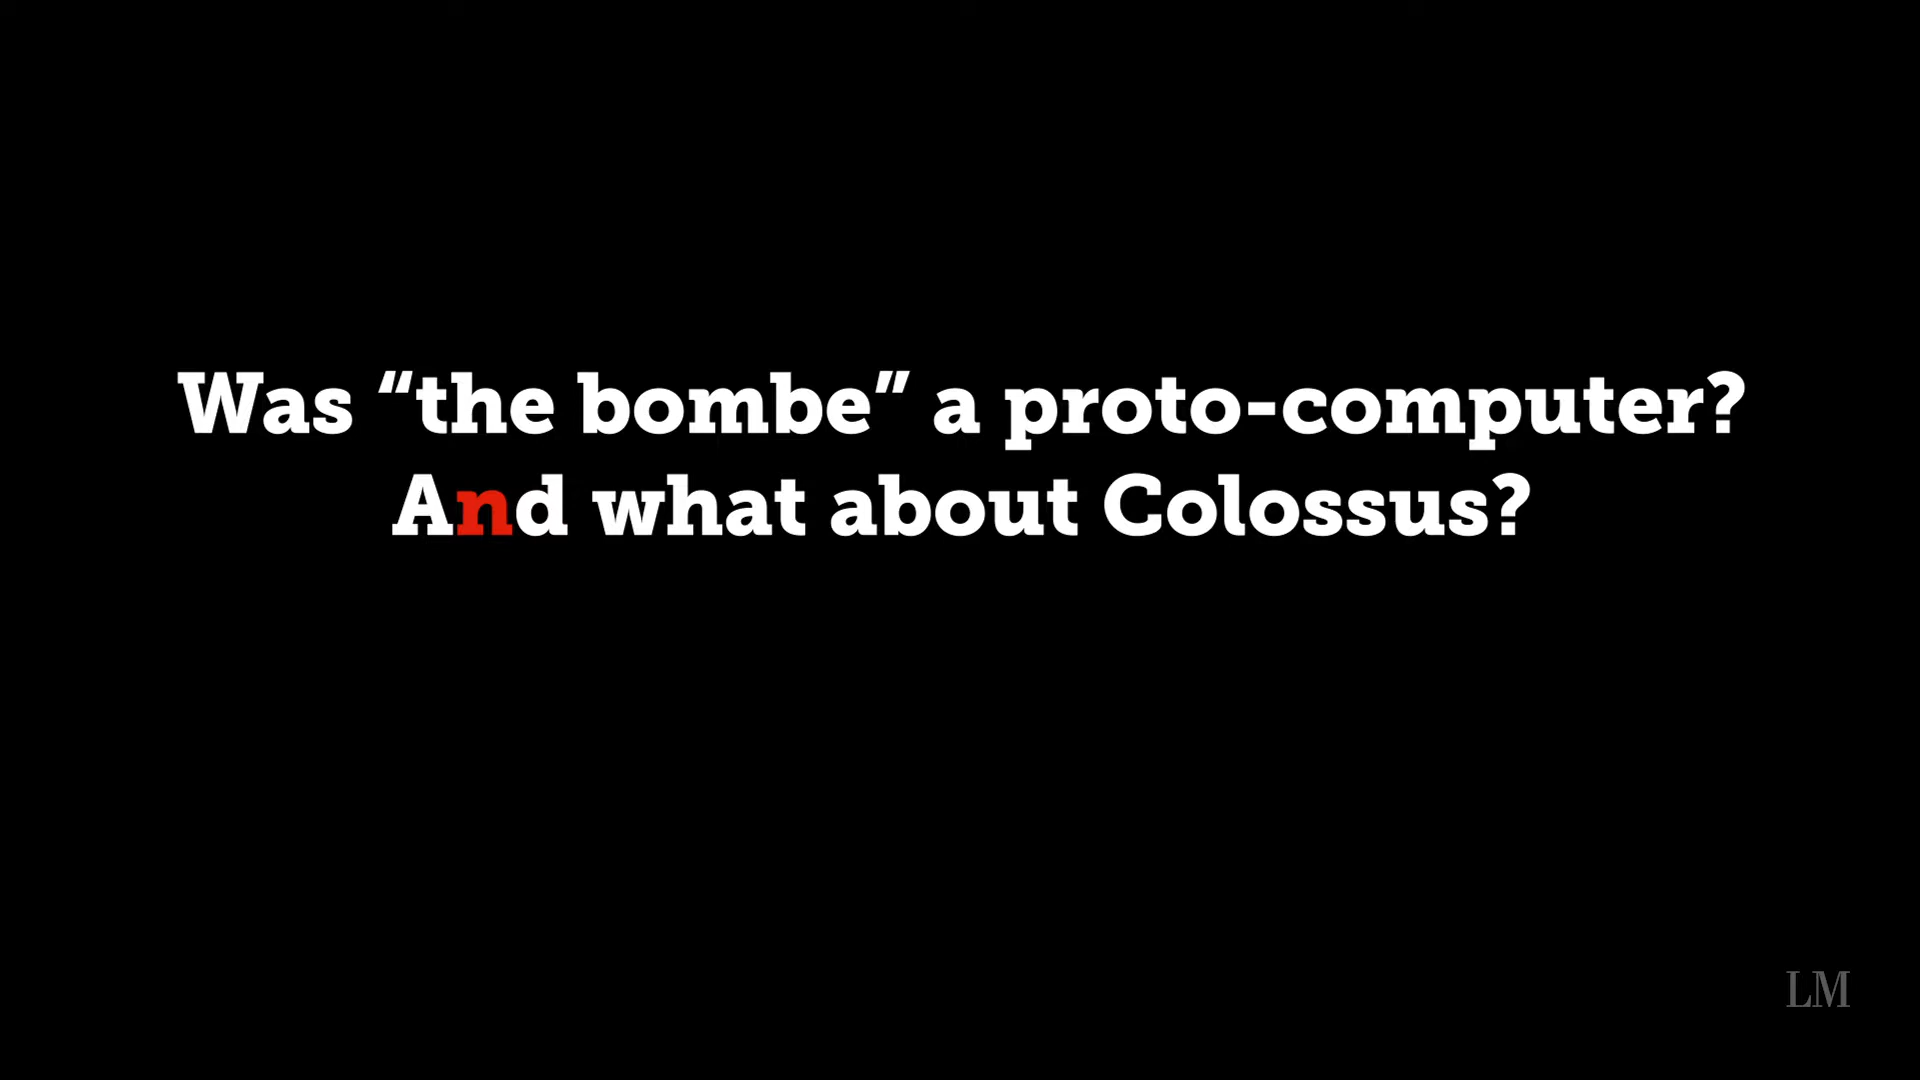 Was “the bombe” a proto-computer?
And what about Colossus?
LM